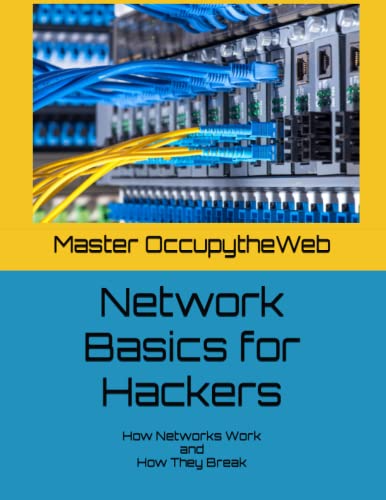 Master OccupytheWeb
Network
Basics for
Hackers
How Networks Work
and
How They Break